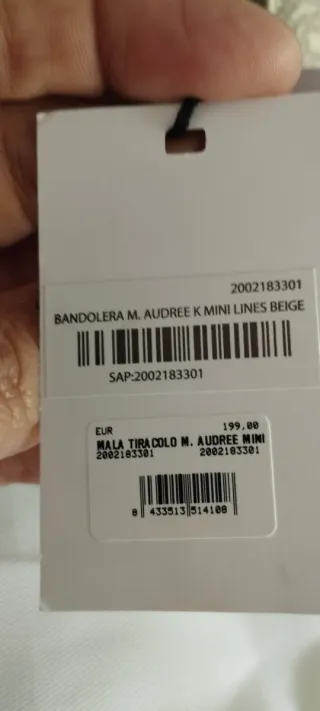 2002183301
BANDOLERA M. AUDREE K MINI LINES BEIGE
SAP:2002183301
EUR 199,00
MALA TIRACOLO M. AUDREE MINI
2002183301 2002183301
8 433513 514108